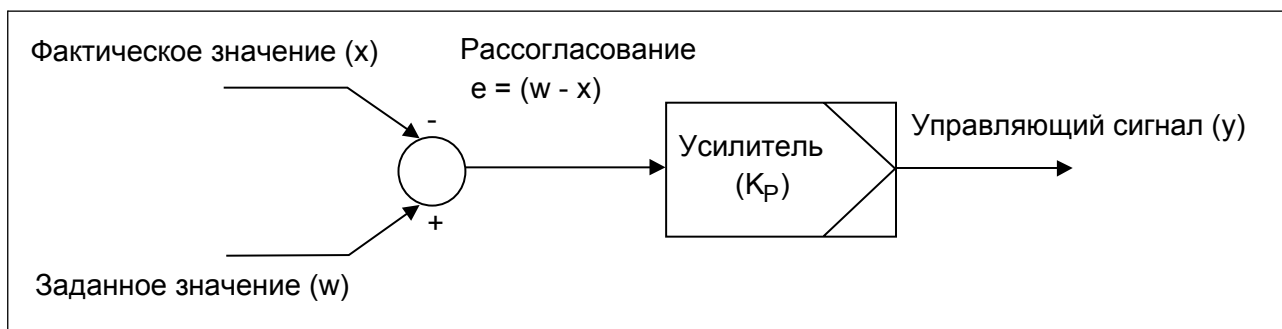 Фактическое значение (x)
Рассогласование
e = (w - x)
-
+
Усилитель
(KP)
Управляющий сигнал (y)
Заданное значение (w)